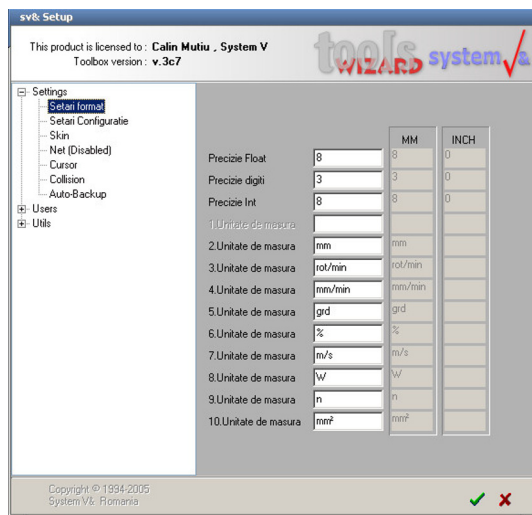 sv& Setup
This product is licensed to : Calin Mutiu , System V
Toolbox version : v.3c7
tools WIZARD system √&
Settings
Setari format
Setari Configuratie
Skin
Net (Disabled)
Cursor
Collision
Auto-Backup
Users
Utils
MM INCH
Precizie Float 8 8 0
Precizie digiti 3 3 0
Precizie Int 8 8 0
1.Unitate de masura
2.Unitate de masura mm mm
3.Unitate de masura rot/min rot/min
4.Unitate de masura mm/min mm/min
5.Unitate de masura grd grd
6.Unitate de masura % %
7.Unitate de masura m/s m/s
8.Unitate de masura W W
9.Unitate de masura n n
10.Unitate de masura mm² mm²
Copyright © 1994-2005
System V& Romania